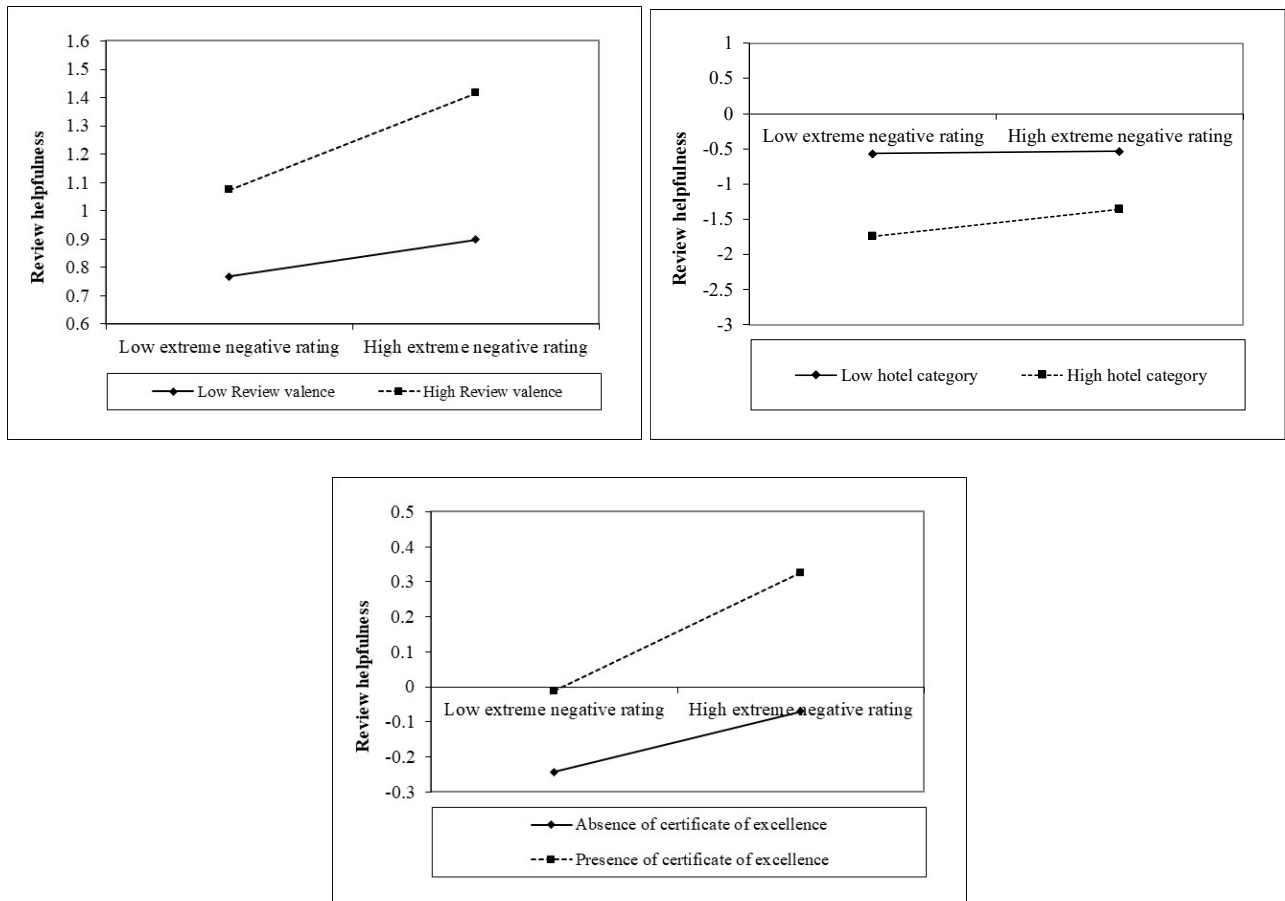 1.6
1.5
1.4
1.3
1.2
1.1
1
0.9
0.8
0.7
0.6
Review helpfulness
Low extreme negative rating High extreme negative rating
Low Review valence High Review valence
1
0.5
0
-0.5
-1
-1.5
-2
-2.5
-3
Review helpfulness
Low extreme negative rating High extreme negative rating
Low hotel category High hotel category
0.5
0.4
0.3
0.2
0.1
0
-0.1
-0.2
-0.3
Review helpfulness
Low extreme negative rating High extreme negative rating
Absence of certificate of excellence
Presence of certificate of excellence